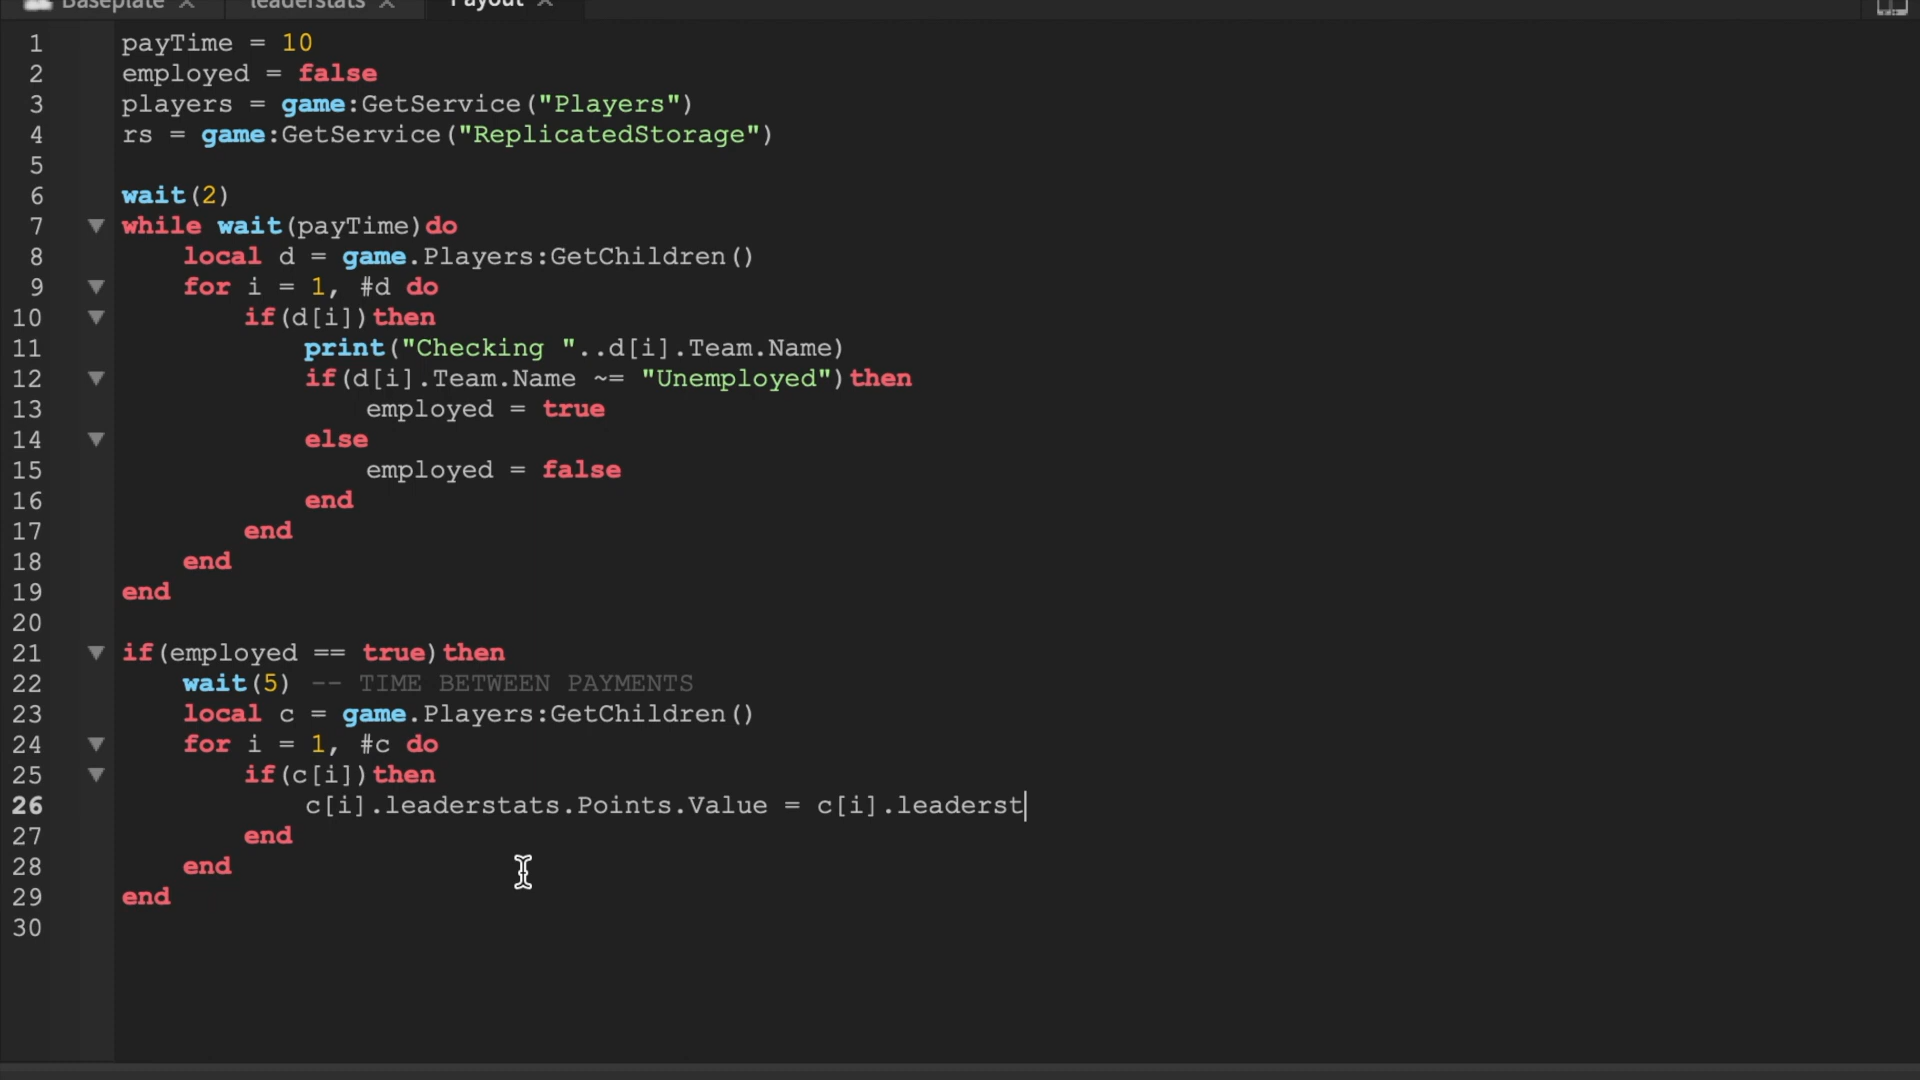 Baseplate leaderstats Payout
1 payTime = 10
2 employed = false
3 players = game:GetService("Players")
4 rs = game:GetService("ReplicatedStorage")
5
6 wait(2)
7 while wait(payTime)do
8 local d = game.Players:GetChildren()
9 for i = 1, #d do
10 if(d[i])then
11 print("Checking "..d[i].Team.Name)
12 if(d[i].Team.Name ~= "Unemployed")then
13 employed = true
14 else
15 employed = false
16 end
17 end
18 end
19 end
20
21 if(employed == true)then
22 wait(5) -- TIME BETWEEN PAYMENTS
23 local c = game.Players:GetChildren()
24 for i = 1, #c do
25 if(c[i])then
26 c[i].leaderstats.Points.Value = c[i].leaderst
27 end
28 end
29 end
30